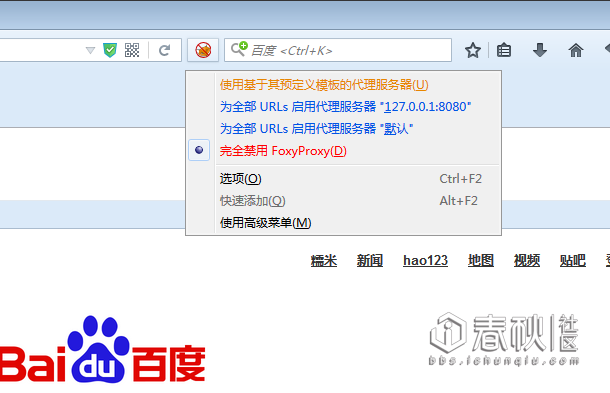 百度 <Ctrl+K>
使用基于其预定义模板的代理服务器(U)
为全部 URLs 启用代理服务器 "127.0.0.1:8080"
为全部 URLs 启用代理服务器 "默认"
完全禁用 FoxyProxy(D)
选项(O) Ctrl+F2
快速添加(Q) Alt+F2
使用高级菜单(M)
糯米 新闻 hao123 地图 视频 贴吧
Baidu百度
春秋社区
bbs.ichunqiu.com